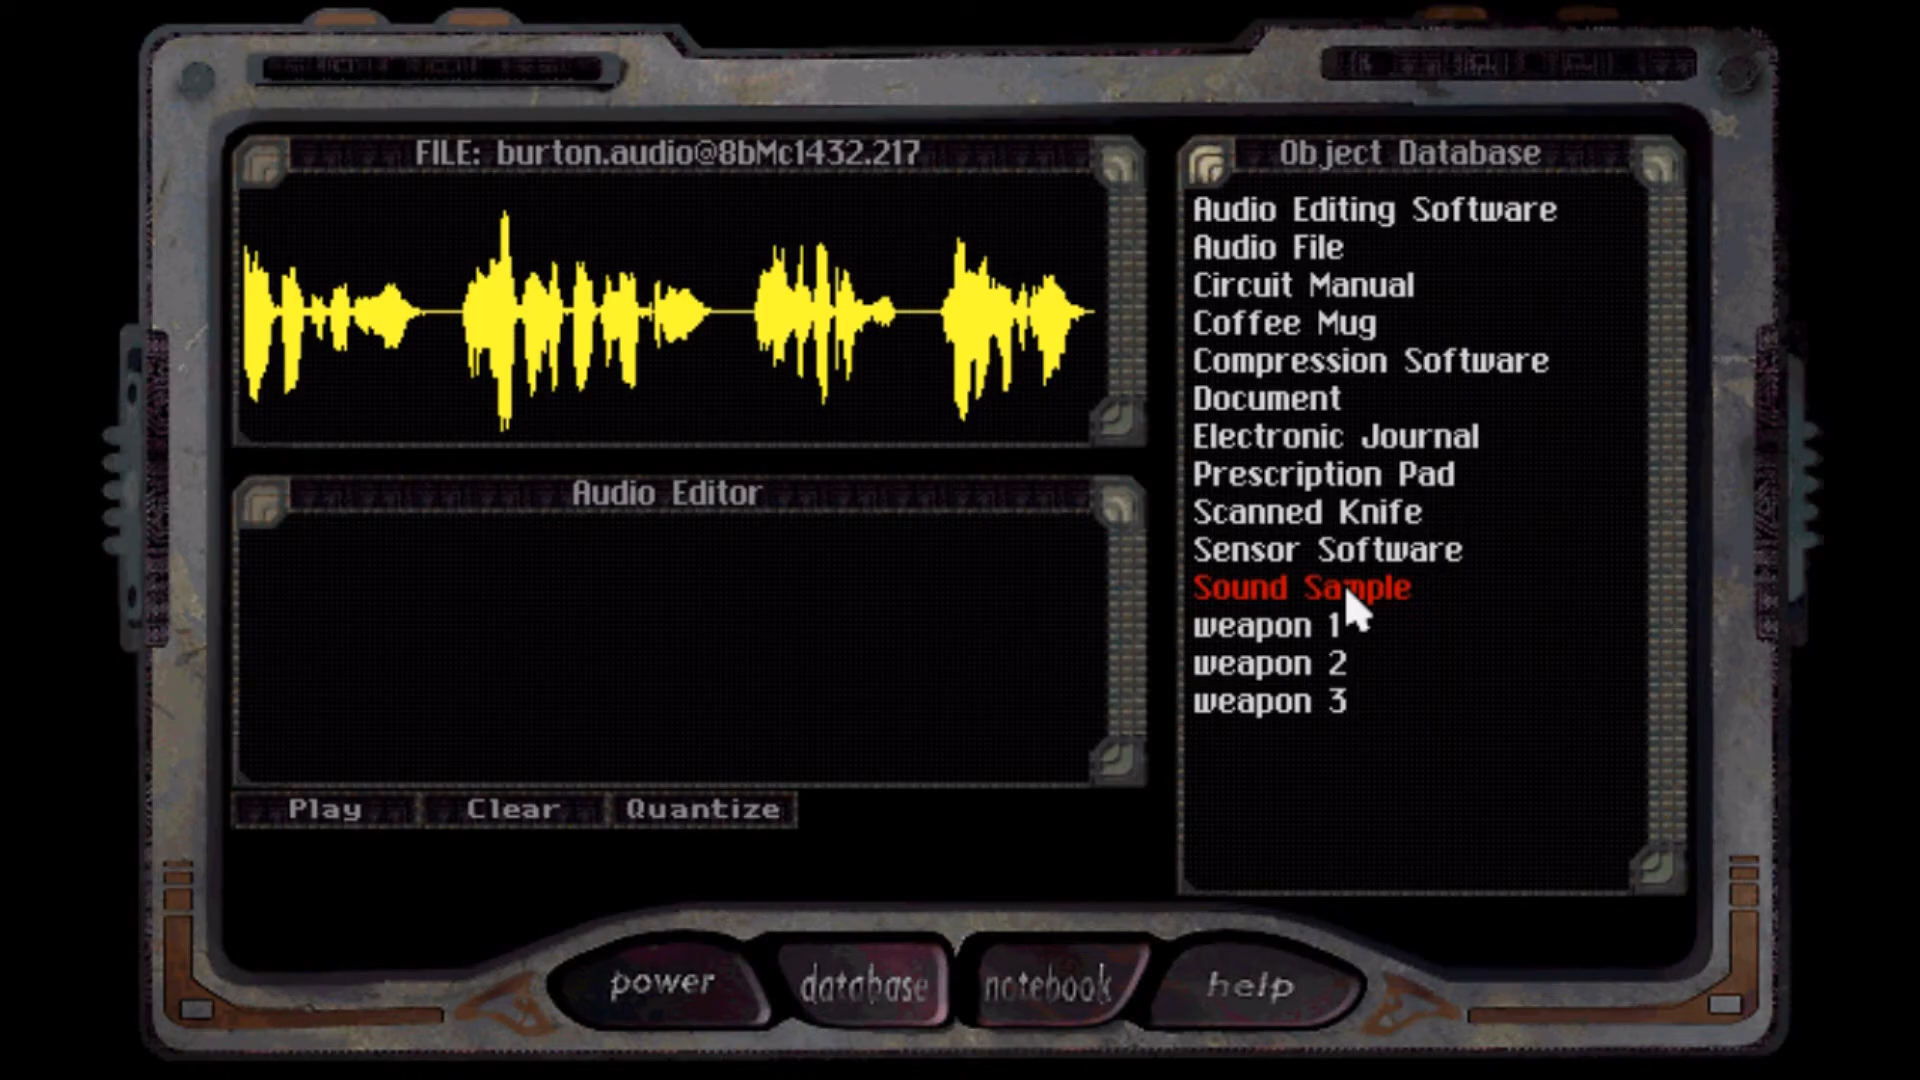 FILE: burton.audio@8bMc1432.217
Audio Editor
Play
Clear
Quantize
Object Database
Audio Editing Software
Audio File
Circuit Manual
Coffee Mug
Compression Software
Document
Electronic Journal
Prescription Pad
Scanned Knife
Sensor Software
Sound Sample
weapon 1
weapon 2
weapon 3
power
database
notebook
help